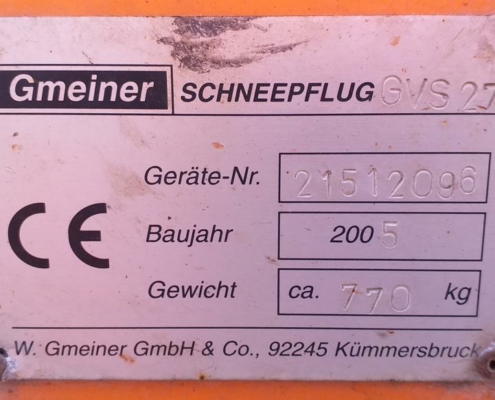 Gmeiner SCHNEEPFLUG GVS 27
Geräte-Nr. 21512096
CE
Baujahr 2005
Gewicht ca. 770 kg
W. Gmeiner GmbH & Co., 92245 Kümmersbruck